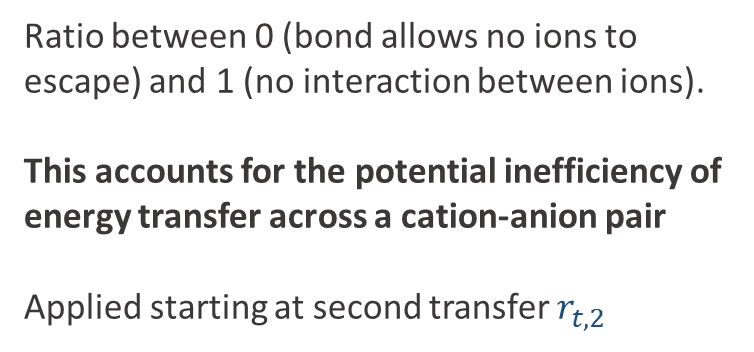 Ratio between 0 (bond allows no ions to
escape) and 1 (no interaction between ions).
This accounts for the potential inefficiency of
energy transfer across a cation-anion pair
Applied starting at second transfer r_{t,2}